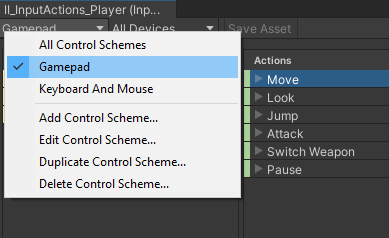 II_InputActions_Player (Inp...
Gamepad All Devices Save Asset
All Control Schemes
Gamepad
Keyboard And Mouse
Add Control Scheme...
Edit Control Scheme...
Duplicate Control Scheme...
Delete Control Scheme...
Actions
Move
Look
Jump
Attack
Switch Weapon
Pause